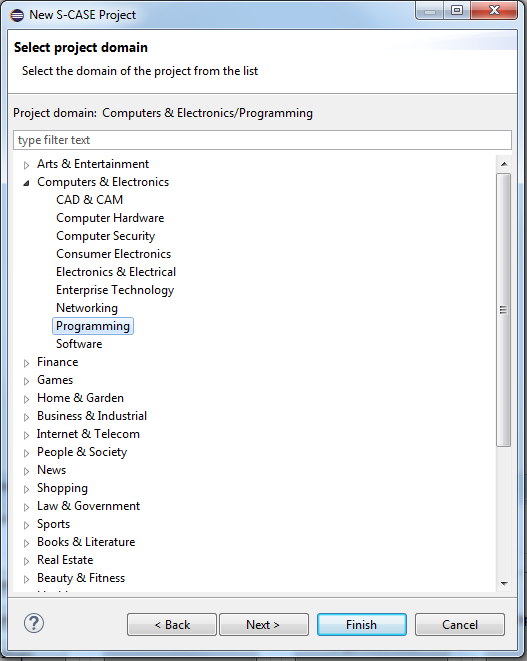 New S-CASE Project
Select project domain
Select the domain of the project from the list
Project domain: Computers & Electronics/Programming
type filter text
Arts & Entertainment
Computers & Electronics
CAD & CAM
Computer Hardware
Computer Security
Consumer Electronics
Electronics & Electrical
Enterprise Technology
Networking
Programming
Software
Finance
Games
Home & Garden
Business & Industrial
Internet & Telecom
People & Society
News
Shopping
Law & Government
Sports
Books & Literature
Real Estate
Beauty & Fitness
?
< Back Next > Finish Cancel